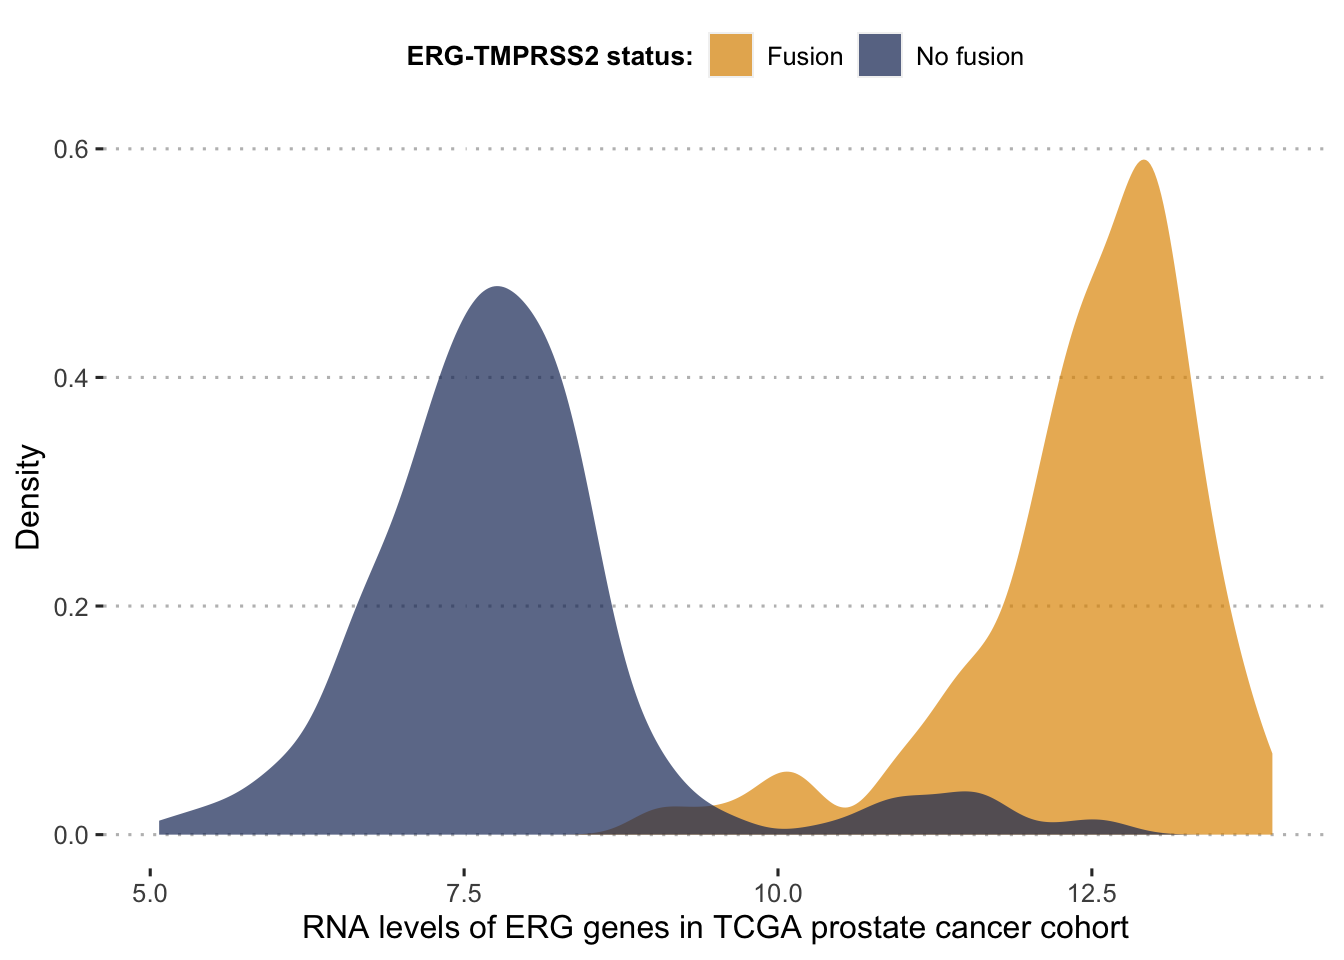 ERG-TMPRSS2 status: Fusion No fusion
0.6
0.4
0.2
0.0
Density
5.0 7.5 10.0 12.5
RNA levels of ERG genes in TCGA prostate cancer cohort